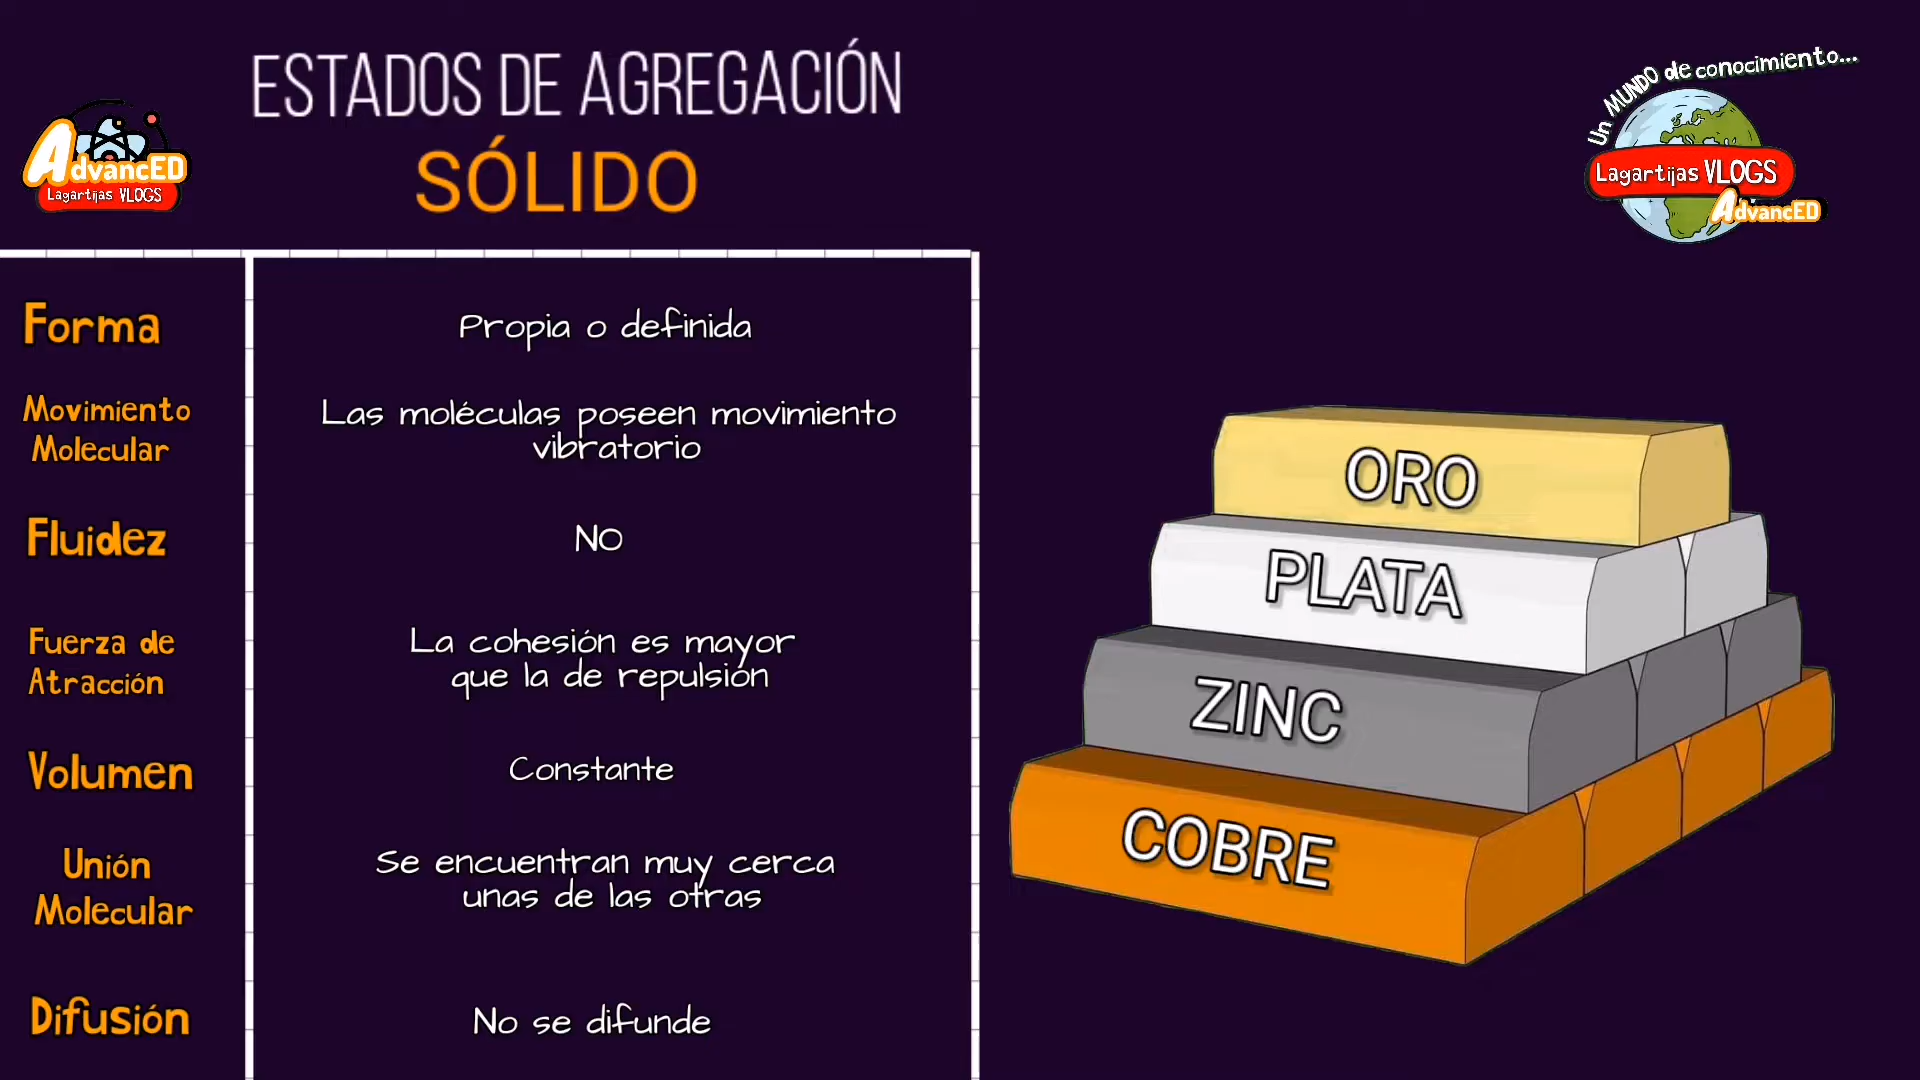 ESTADOS DE AGREGACIÓN
SÓLIDO
AdvancED
Lagartijas VLOGS
Un MUNDO de conocimiento...
Lagartijas VLOGS
AdvancED
Forma
Propia o definida
Movimiento
Molecular
Las moléculas poseen movimiento
vibratorio
Fluidez
NO
Fuerza de
Atracción
La cohesión es mayor
que la de repulsión
Volumen
Constante
Unión
Molecular
Se encuentran muy cerca
unas de las otras
Difusión
No se difunde
ORO
PLATA
ZINC
COBRE